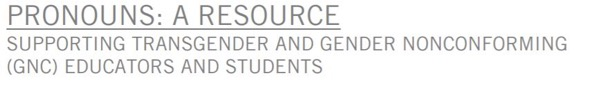 PRONOUNS: A RESOURCE
SUPPORTING TRANSGENDER AND GENDER NONCONFORMING
(GNC) EDUCATORS AND STUDENTS